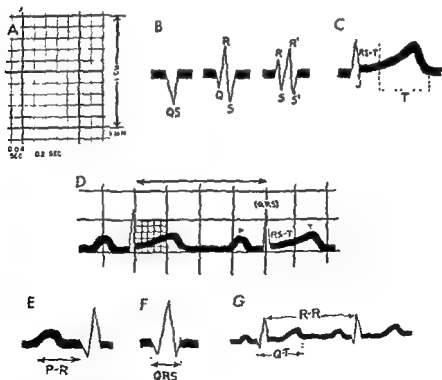 A
0.04
SEC
0.2 SEC
1 MM
B
QS
R
Q
S
R
R'
S
S'
C
RS-T
J
T
D
(QRS)
P
RS-T
T
E
P-R
F
QRS
G
R-R
Q-T